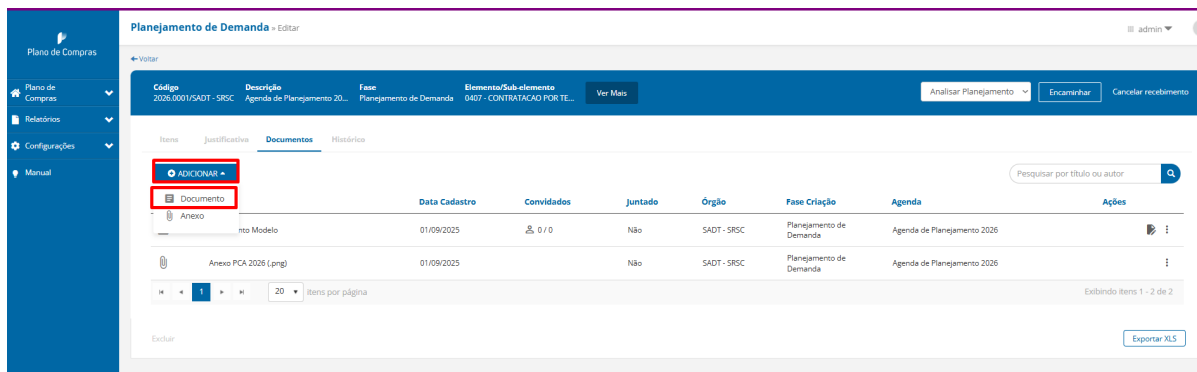 Planejamento de Demanda » Editar
admin
Plano de Compras
Voltar
Plano de
Compras
Relatórios
Configurações
Manual
Código Descrição Fase Elemento/Sub-elemento
2026.0001/SADT - SRSC Agenda de Planejamento 20... Planejamento de Demanda 0407 - CONTRATACAO POR TE...
Ver Mais
Analisar Planejamento
Encaminhar
Cancelar recebimento
Itens Justificativa Documentos Histórico
ADICIONAR
Pesquisar por título ou autor
Documento
Anexo
Data Cadastro Convidados Juntado Órgão Fase Criação Agenda Ações
nto Modelo 01/09/2025 0 / 0 Não SADT - SRSC Planejamento de Agenda de Planejamento 2026
Demanda
Anexo PCA 2026 (.png) 01/09/2025 Não SADT - SRSC Planejamento de Agenda de Planejamento 2026
Demanda
1 20 itens por página Exibindo itens 1 - 2 de 2
Excluir
Exportar XLS